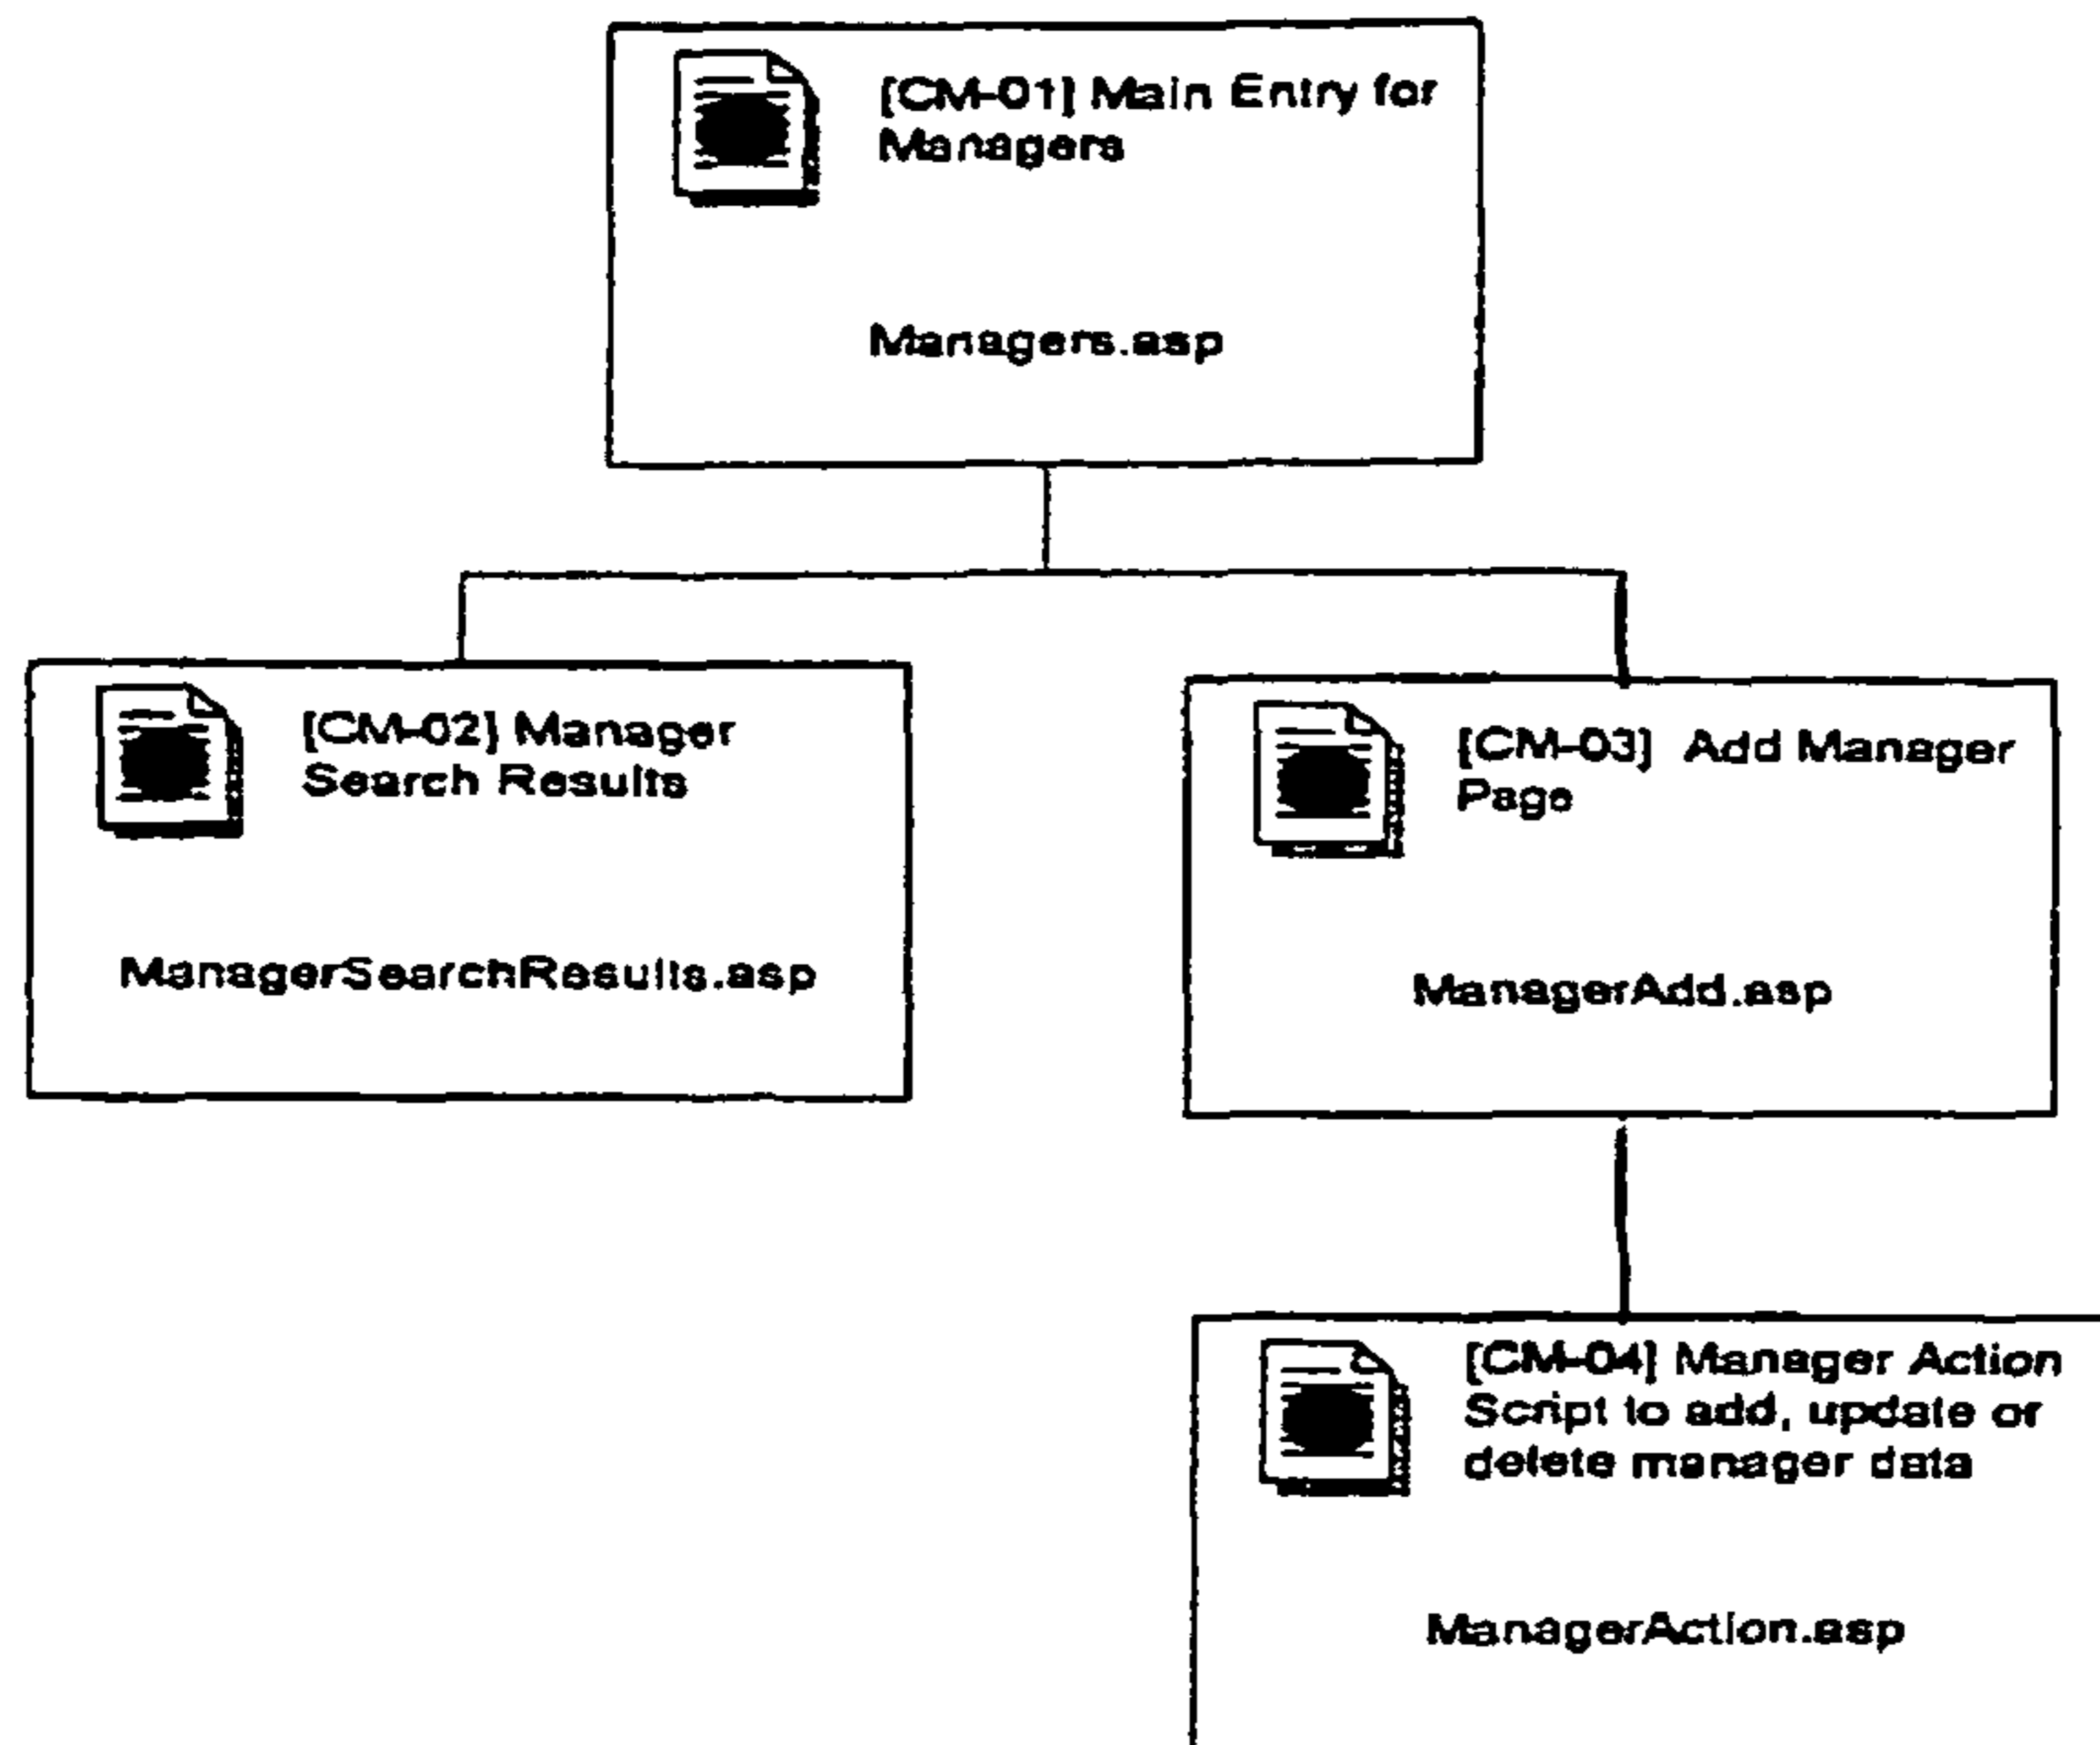 [CM-01] Main Entry for
Managers
Managers.asp
[CM-02] Manager
Search Results
ManagerSearchResults.asp
[CM-03] Add Manager
Page
ManagerAdd.asp
[CM-04] Manager Action
Script to add, update or
delete manager data
ManagerAction.asp